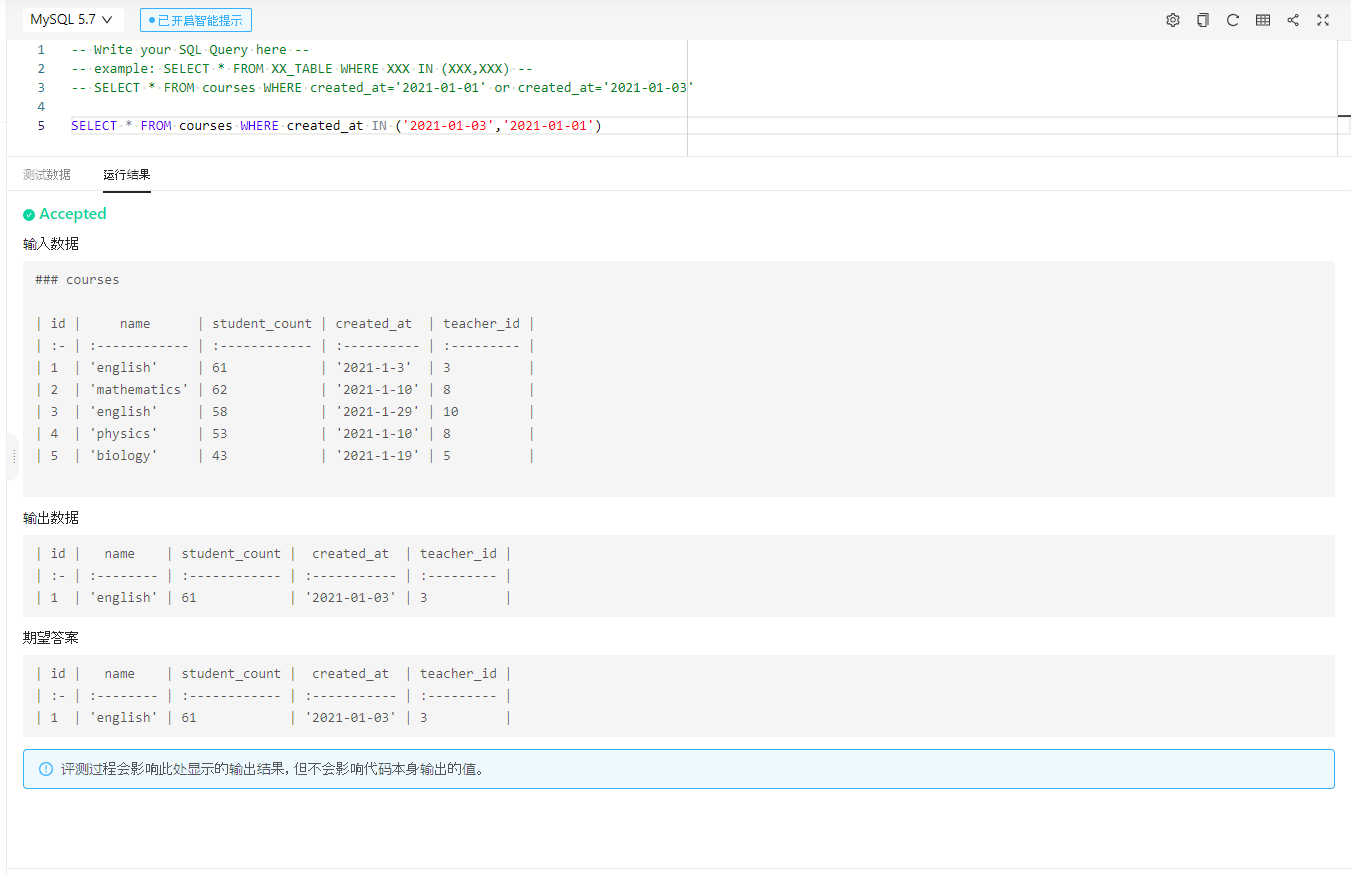 MySQL 5.7
已开启智能提示
1 -- Write your SQL Query here --
2 -- example: SELECT * FROM XX_TABLE WHERE XXX IN (XXX,XXX) --
3 -- SELECT * FROM courses WHERE created_at='2021-01-01' or created_at='2021-01-03'
4
5 SELECT * FROM courses WHERE created_at IN ('2021-01-03','2021-01-01')
测试数据 运行结果
Accepted
输入数据
### courses
| id | name | student_count | created_at | teacher_id |
| :- | :------------ | :------------ | :---------- | :--------- |
| 1 | 'english' | 61 | '2021-1-3' | 3 |
| 2 | 'mathematics' | 62 | '2021-1-10' | 8 |
| 3 | 'english' | 58 | '2021-1-29' | 10 |
| 4 | 'physics' | 53 | '2021-1-10' | 8 |
| 5 | 'biology' | 43 | '2021-1-19' | 5 |
输出数据
| id | name | student_count | created_at | teacher_id |
| :- | :-------- | :------------ | :----------- | :--------- |
| 1 | 'english' | 61 | '2021-01-03' | 3 |
期望答案
| id | name | student_count | created_at | teacher_id |
| :- | :-------- | :------------ | :----------- | :--------- |
| 1 | 'english' | 61 | '2021-01-03' | 3 |
评测过程会影响此处显示的输出结果，但不会影响代码本身输出的值。